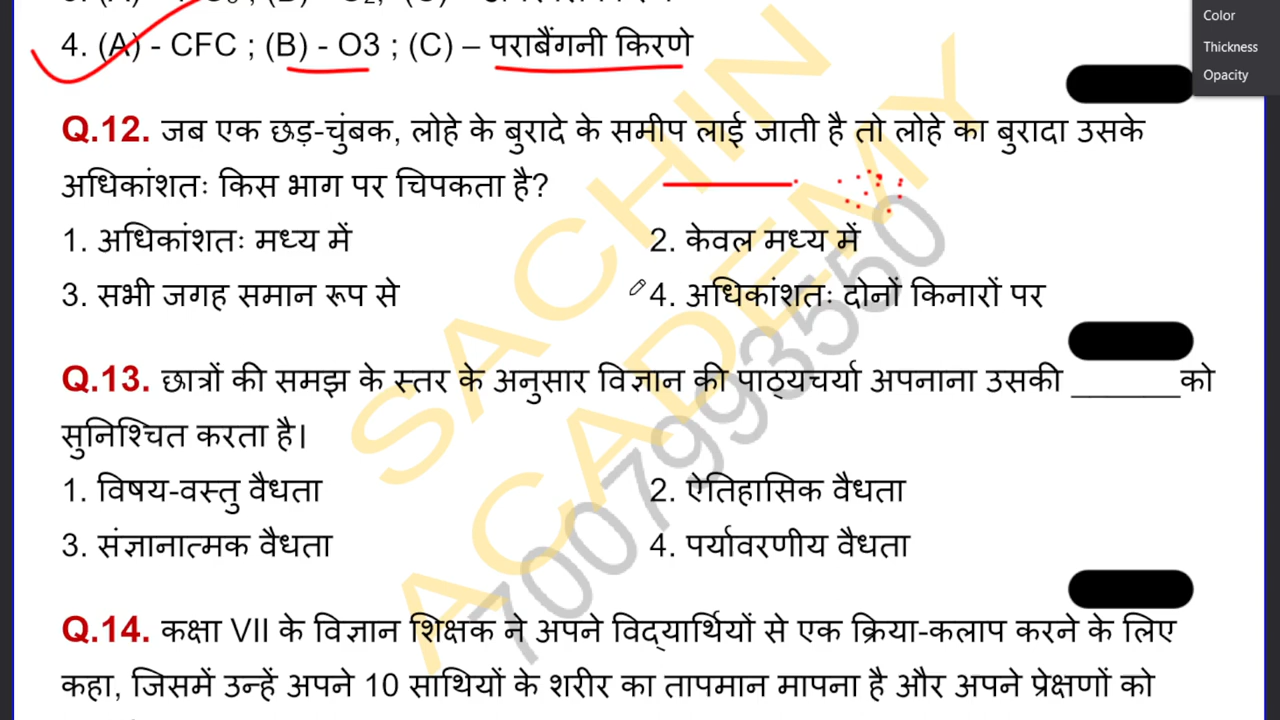 4. (A) - CFC ; (B) - O3 ; (C) – पराबैंगनी किरणे
Color
Thickness
Opacity
Q.12. जब एक छड़-चुंबक, लोहे के बुरादे के समीप लाई जाती है तो लोहे का बुरादा उसके
अधिकांशतः किस भाग पर चिपकता है?
1. अधिकांशतः मध्य में 2. केवल मध्य में
3. सभी जगह समान रूप से 4. अधिकांशतः दोनों किनारों पर
Q.13. छात्रों की समझ के स्तर के अनुसार विज्ञान की पाठ्यचर्या अपनाना उसकी ______को
सुनिश्चित करता है।
1. विषय-वस्तु वैधता 2. ऐतिहासिक वैधता
3. संज्ञानात्मक वैधता 4. पर्यावरणीय वैधता
Q.14. कक्षा VII के विज्ञान शिक्षक ने अपने विद्यार्थियों से एक क्रिया-कलाप करने के लिए
कहा, जिसमें उन्हें अपने 10 साथियों के शरीर का तापमान मापना है और अपने प्रेक्षणों को
SACHIN
ACADEMY
7007993550